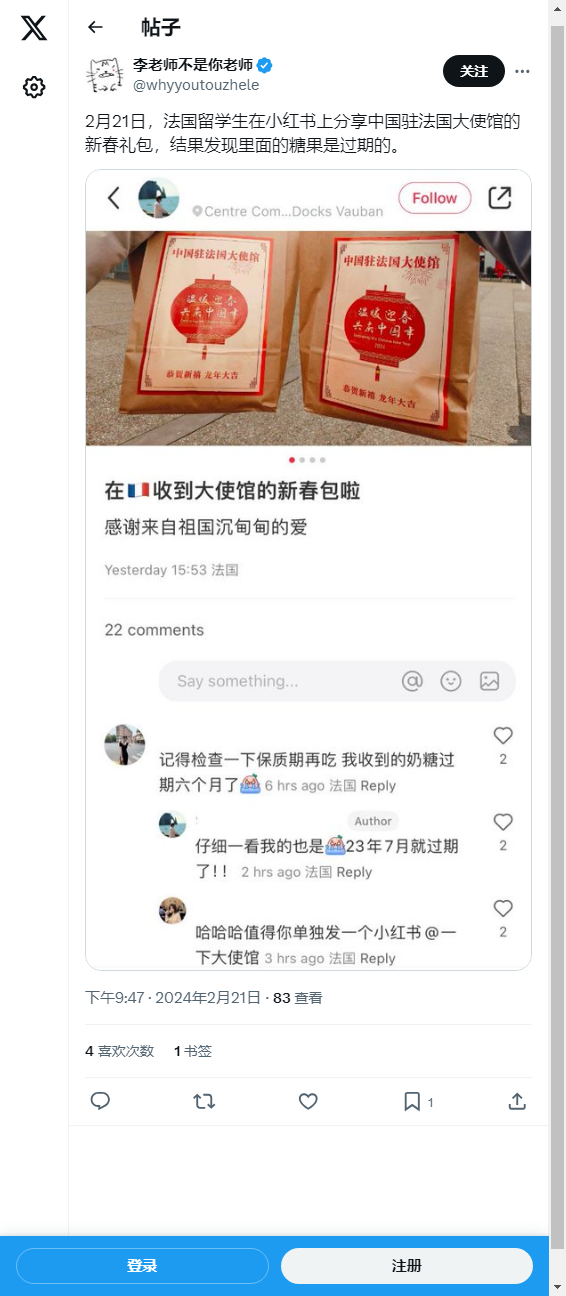 帖子
李老师不是你老师
@whyyoutouzhele
关注
2月21日，法国留学生在小红书上分享中国驻法国大使馆的
新春礼包，结果发现里面的糖果是过期的。
Centre Com...Docks Vauban
Follow
中国驻法国大使馆
温暖迎春
共庆中国年
恭贺新禧 龙年大吉
中国驻法国大使馆
温暖迎春
共庆中国年
恭贺新禧 龙年大吉
在🇫🇷收到大使馆的新春包啦
感谢来自祖国沉甸甸的爱
Yesterday 15:53 法国
22 comments
Say something...
记得检查一下保质期再吃 我收到的奶糖过
期六个月了 6 hrs ago 法国 Reply
2
Author
仔细一看我的也是 23年7月就过期
了！！ 2 hrs ago 法国 Reply
2
哈哈哈值得你单独发一个小红书@一
下大使馆 3 hrs ago 法国 Reply
2
下午9:47 · 2024年2月21日 · 83 查看
4 喜欢次数 1 书签
1
登录
注册